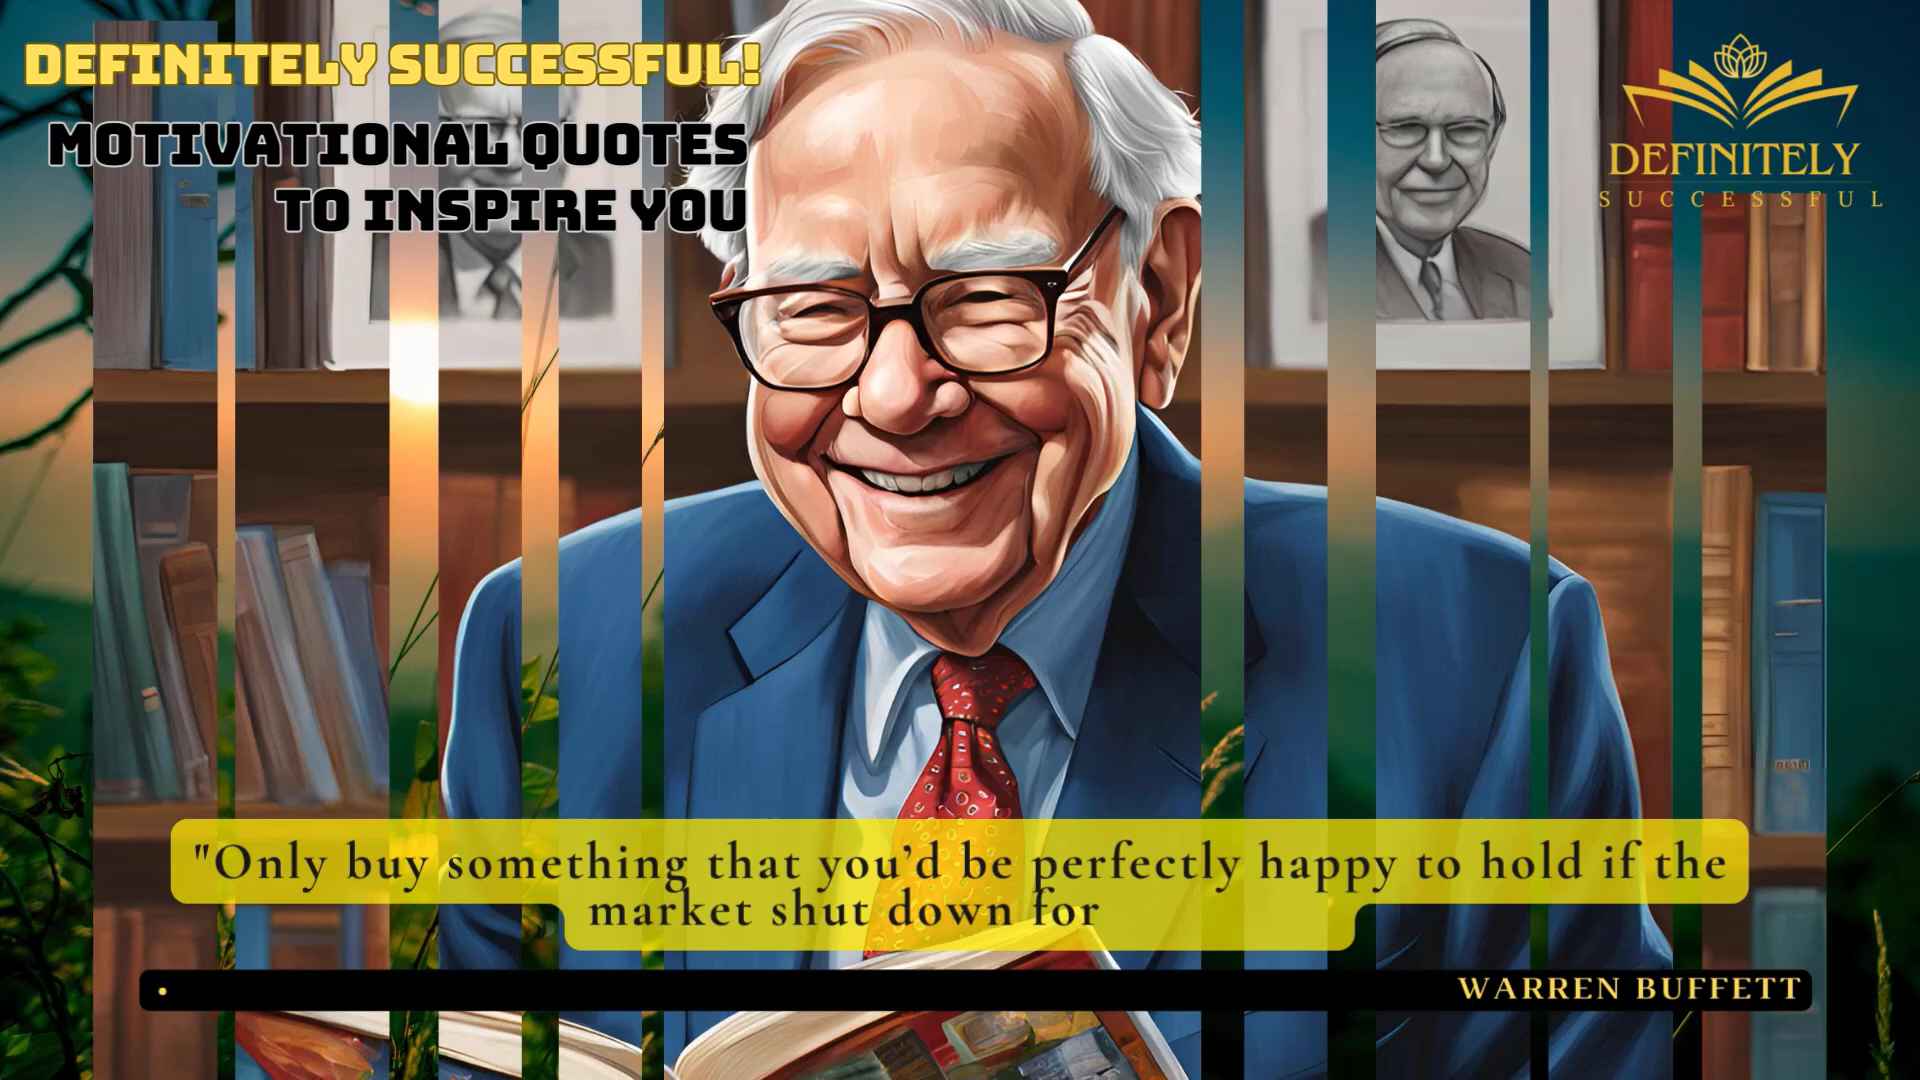 DEFINITELY SUCCESSFUL!
MOTIVATIONAL QUOTES
TO INSPIRE YOU
DEFINITELY
SUCCESSFUL
"Only buy something that you’d be perfectly happy to hold if the
market shut down for
WARREN BUFFETT